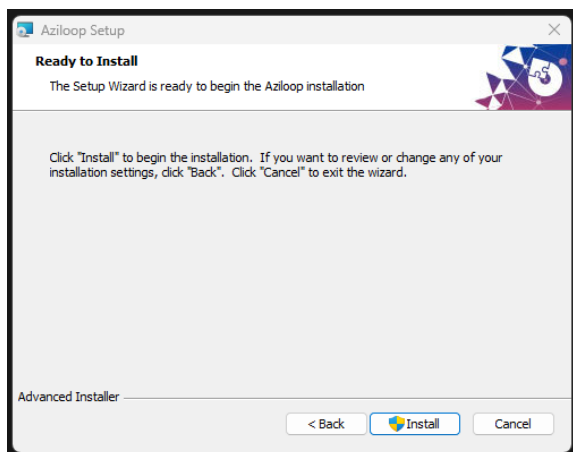 Aziloop Setup
Ready to Install
The Setup Wizard is ready to begin the Aziloop installation
Click "Install" to begin the installation. If you want to review or change any of your
installation settings, click "Back". Click "Cancel" to exit the wizard.
Advanced Installer
< Back Install Cancel